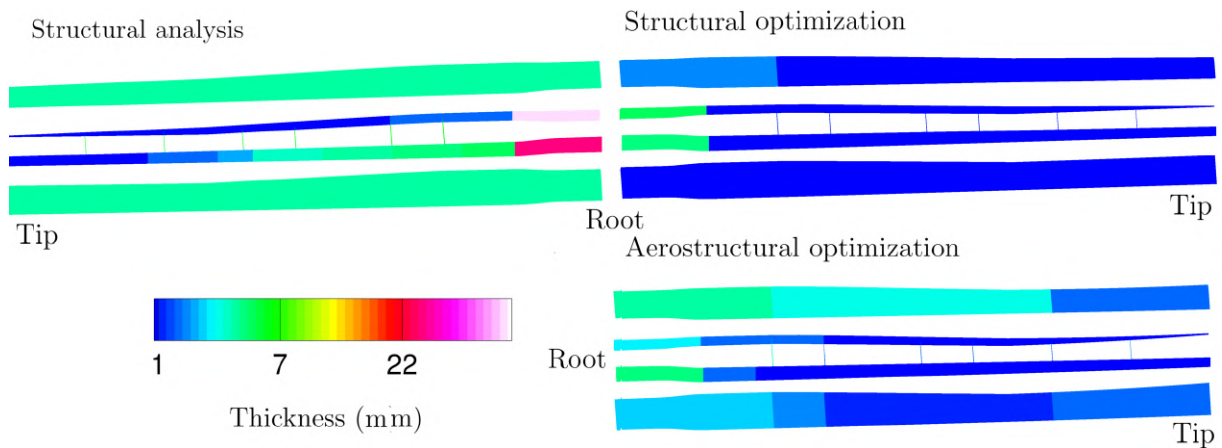 Structural analysis
Structural optimization
Tip
Root
Tip
Aerostructural optimization
1 7 22
Thickness (mm)
Root
Tip